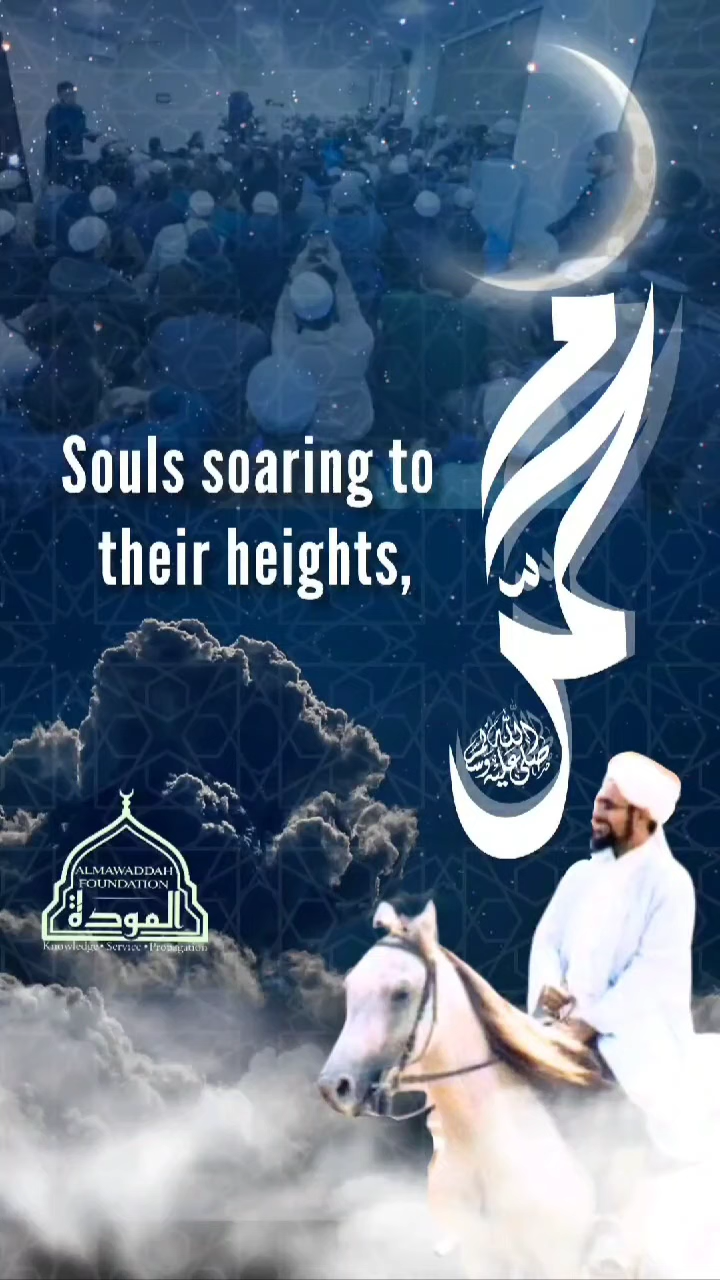 محمد
صلى الله عليه وسلم
Souls soaring to
their heights,
ALMAWADDAH
FOUNDATION
المودة
Knowledge • Service • Propagation